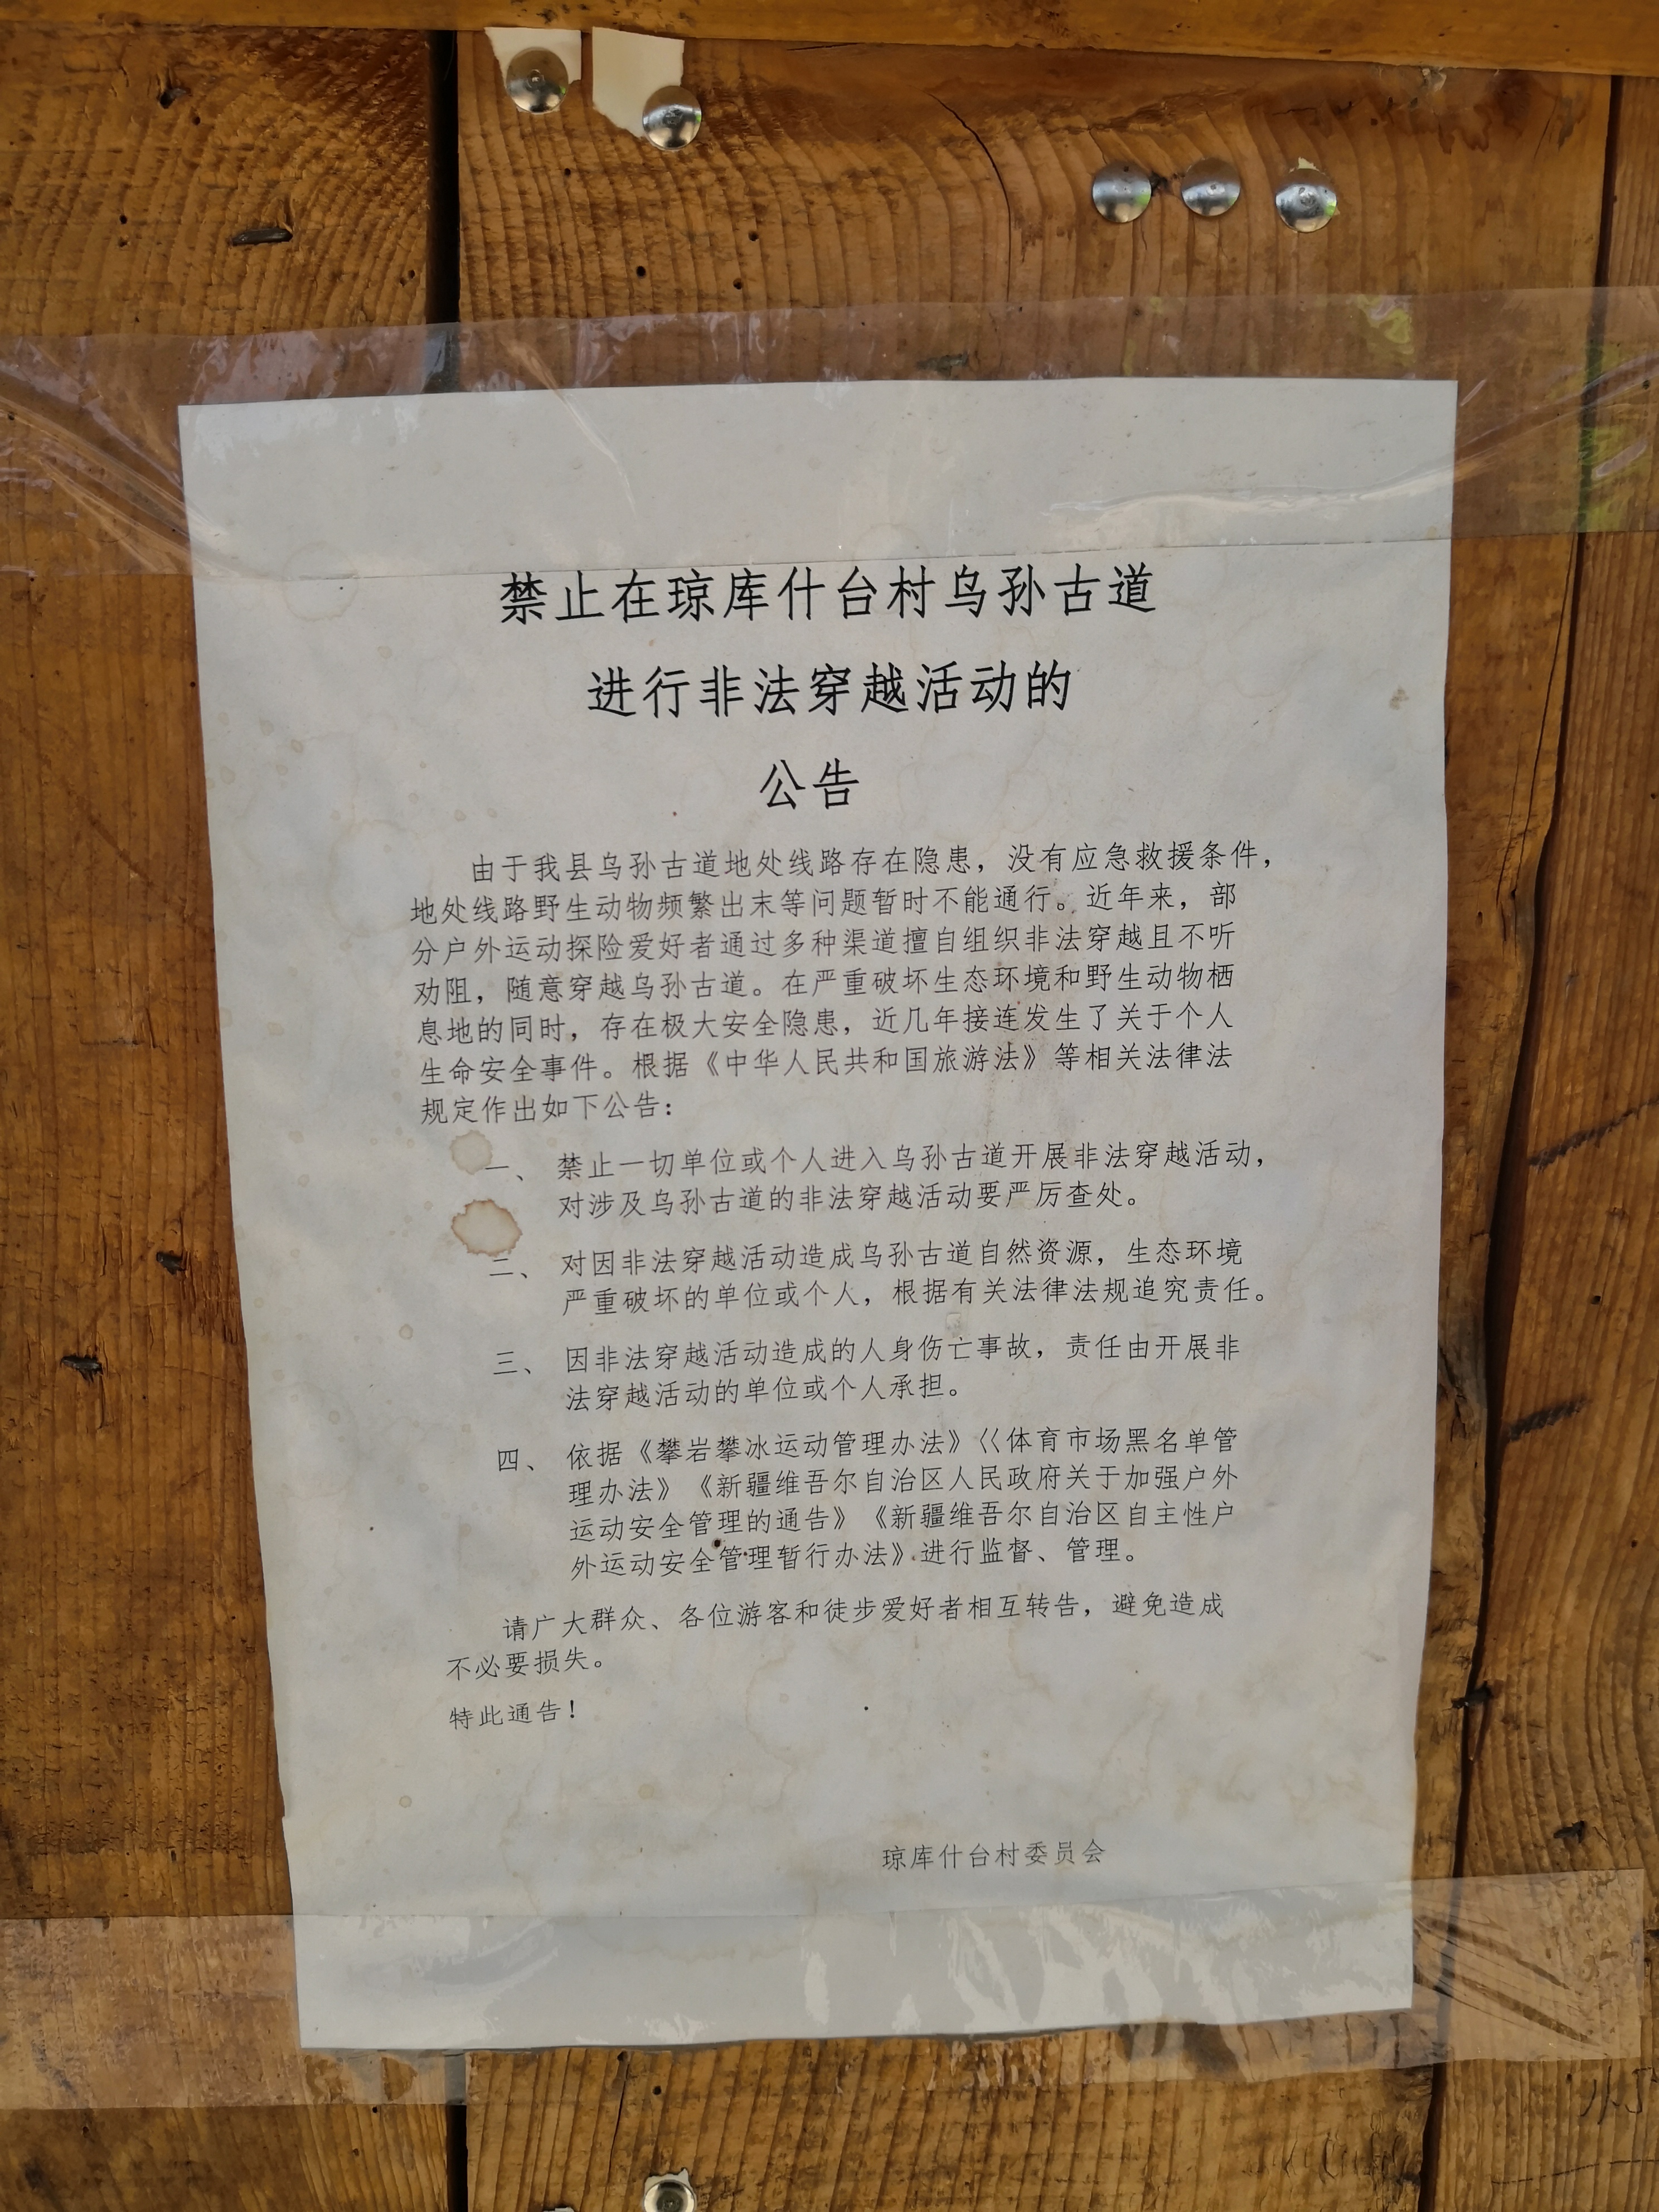 禁止在琼库什台村乌孙古道
进行非法穿越活动的
公告
由于我县乌孙古道地处线路存在隐患，没有应急救援条件，
地处线路野生动物频繁出末等问题暂时不能通行。近年来，部
分户外运动探险爱好者通过多种渠道擅自组织非法穿越且不听
劝阻，随意穿越乌孙古道。在严重破坏生态环境和野生动物栖
息地的同时，存在极大安全隐患，近几年接连发生了关于个人
生命安全事件。根据《中华人民共和国旅游法》等相关法律法
规定作出如下公告：
一、 禁止一切单位或个人进入乌孙古道开展非法穿越活动，
对涉及乌孙古道的非法穿越活动要严厉查处。
二、 对因非法穿越活动造成乌孙古道自然资源，生态环境
严重破坏的单位或个人，根据有关法律法规追究责任。
三、 因非法穿越活动造成的人身伤亡事故，责任由开展非
法穿越活动的单位或个人承担。
四、 依据《攀岩攀冰运动管理办法》《体育市场黑名单管
理办法》《新疆维吾尔自治区人民政府关于加强户外
运动安全管理的通告》《新疆维吾尔自治区自主性户
外运动安全管理暂行办法》进行监督、管理。
请广大群众、各位游客和徒步爱好者相互转告，避免造成
不必要损失。
特此通告！
琼库什台村委员会